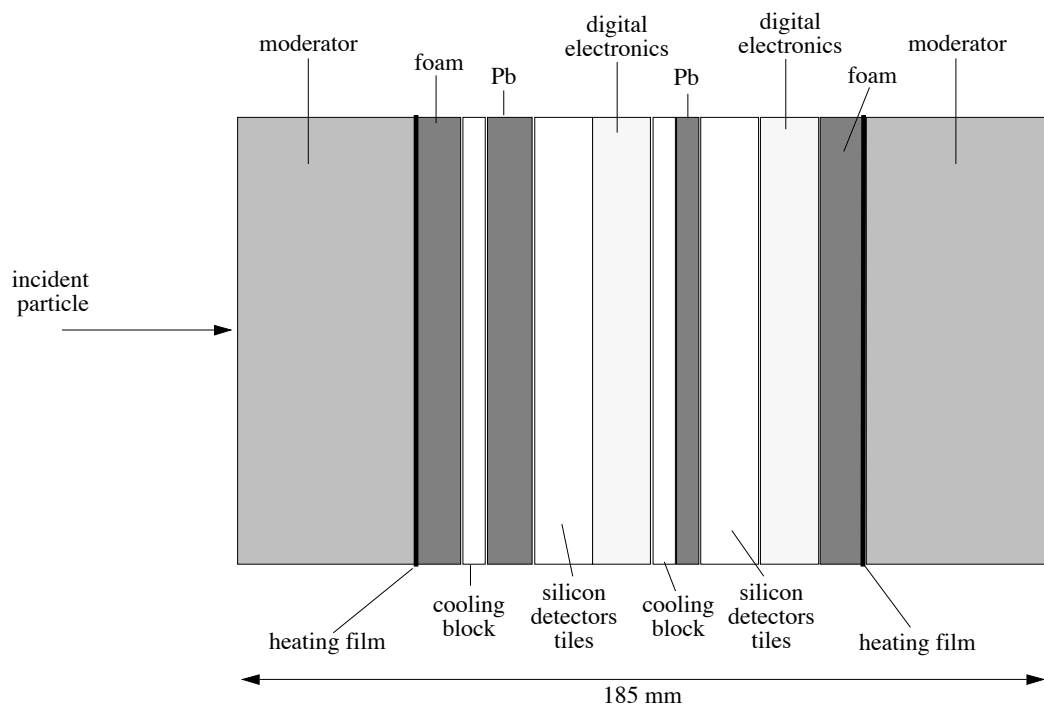 digital
electronics
digital
electronics
moderator
foam
Pb
Pb
foam
moderator
incident
particle
heating film
cooling
block
silicon
detectors
tiles
cooling
block
silicon
detectors
tiles
heating film
185 mm